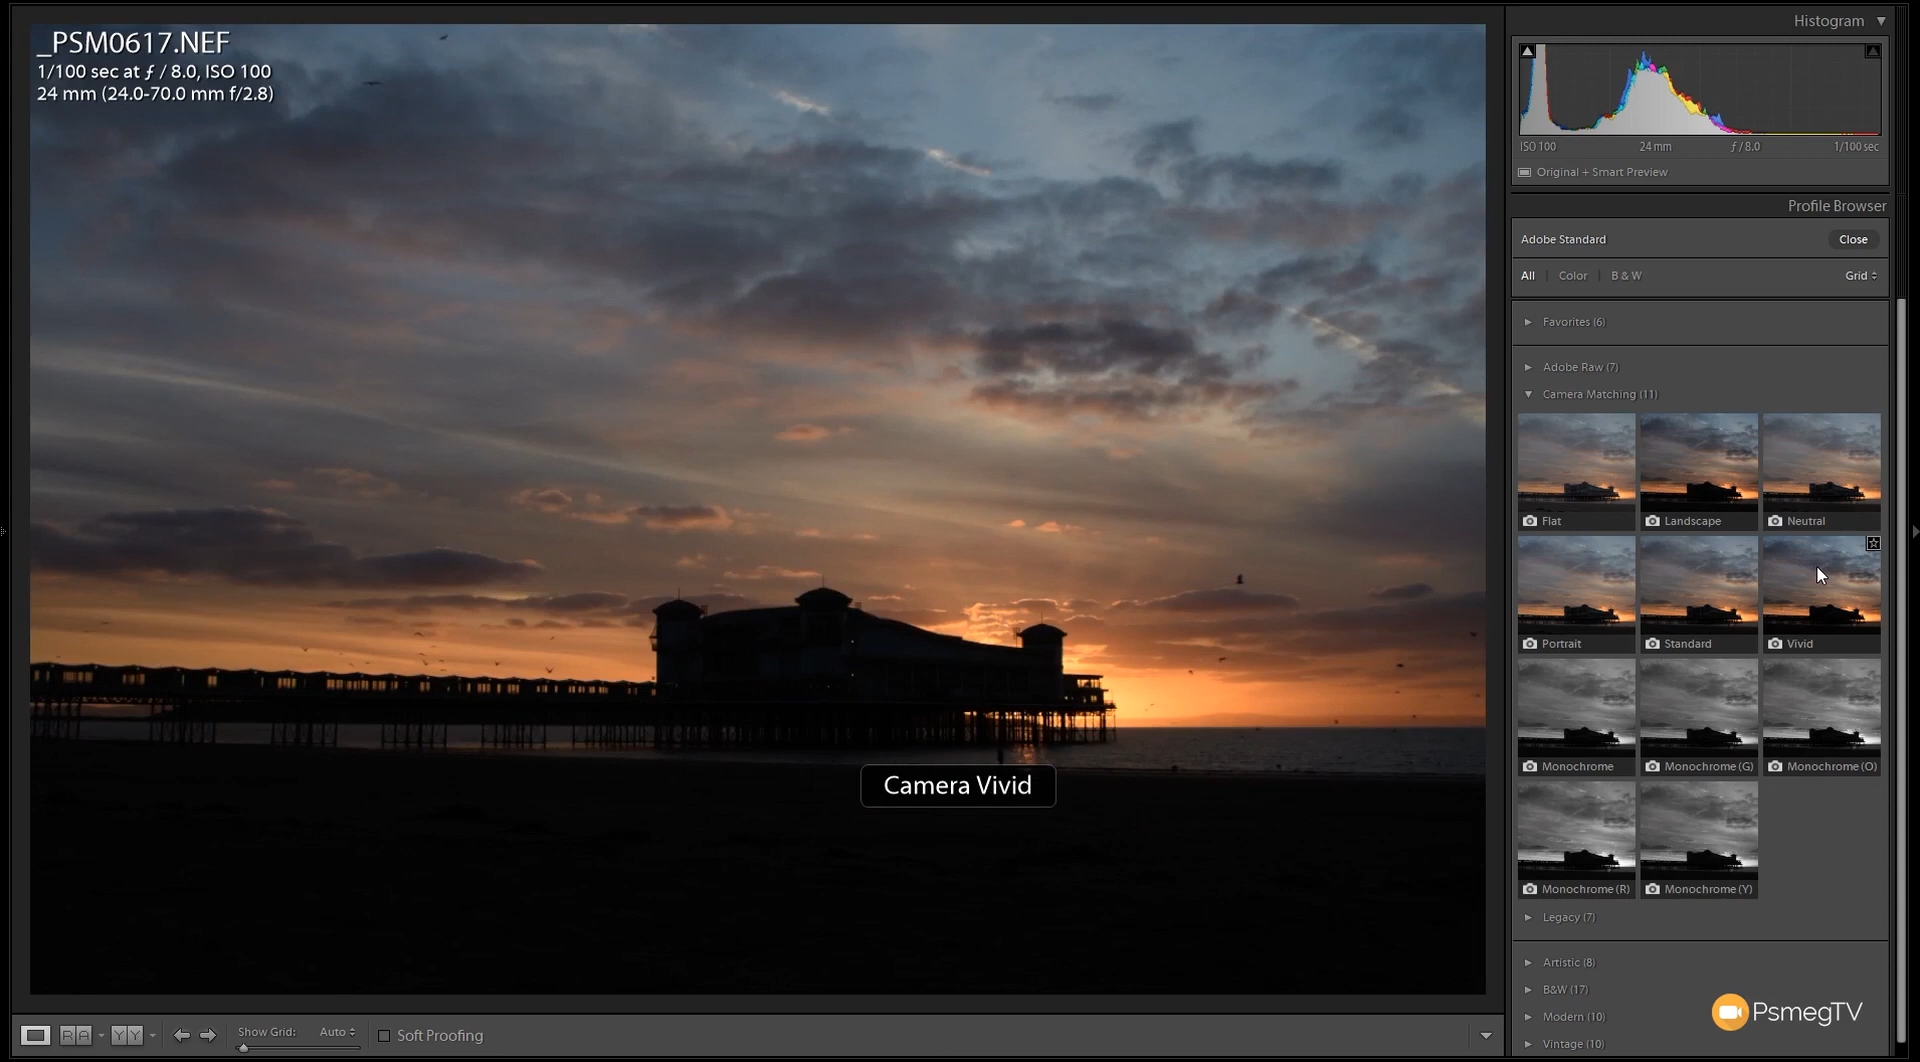 _PSM0617.NEF
1/100 sec at ƒ / 8.0, ISO 100
24 mm (24.0-70.0 mm f/2.8)
Camera Vivid
Histogram
ISO 100 24 mm ƒ / 8.0 1/100 sec
Original + Smart Preview
Profile Browser
Adobe Standard Close
All Color B & W Grid
Favorites (6)
Adobe Raw (7)
Camera Matching (11)
Flat Landscape Neutral
Portrait Standard Vivid
Monochrome Monochrome (G) Monochrome (O)
Monochrome (R) Monochrome (Y)
Legacy (7)
Artistic (8)
B&W (17)
Modern (10)
Vintage (10)
PsmegTV
R A Y Y Show Grid: Auto Soft Proofing